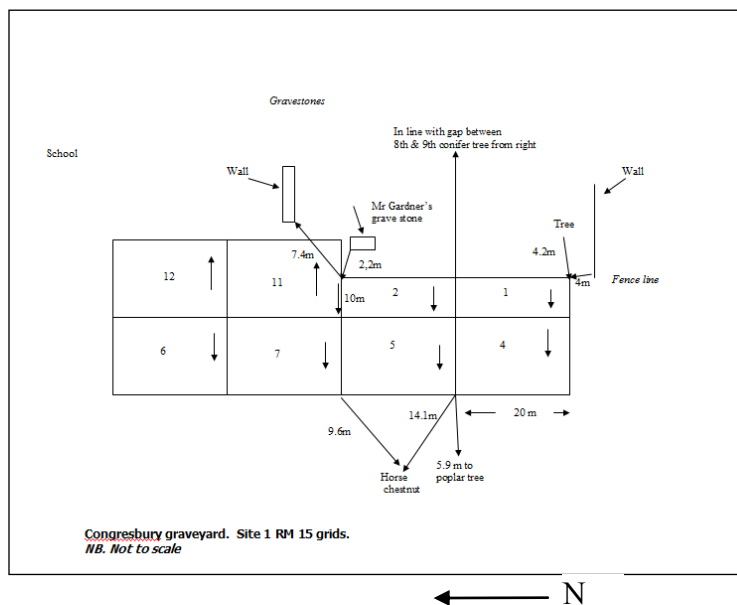 Gravestones
In line with gap between
8th & 9th conifer tree from right
School
Wall
Wall
Mr Gardner's
grave stone
Tree
7.4m
4.2m
2,2m
12
11
10m
2
1
4m
Fence line
6
7
5
4
14.1m
20 m
9.6m
Horse
chestnut
5.9 m to
poplar tree
Congresbury graveyard. Site 1 RM 15 grids.
NB. Not to scale
N